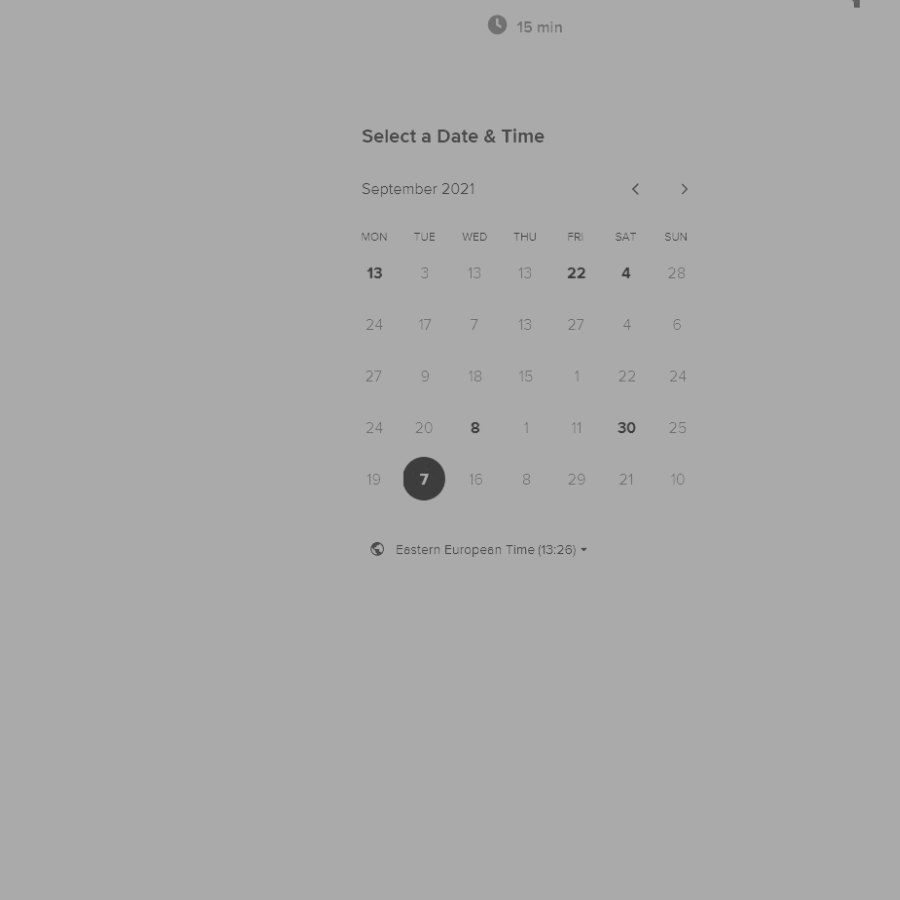 15 min
Select a Date & Time
September 2021
MON TUE WED THU FRI SAT SUN
13 3 13 13 22 4 28
24 17 7 13 27 4 6
27 9 18 15 1 22 24
24 20 8 1 11 30 25
19 7 16 8 29 21 10
Eastern European Time (13:26)